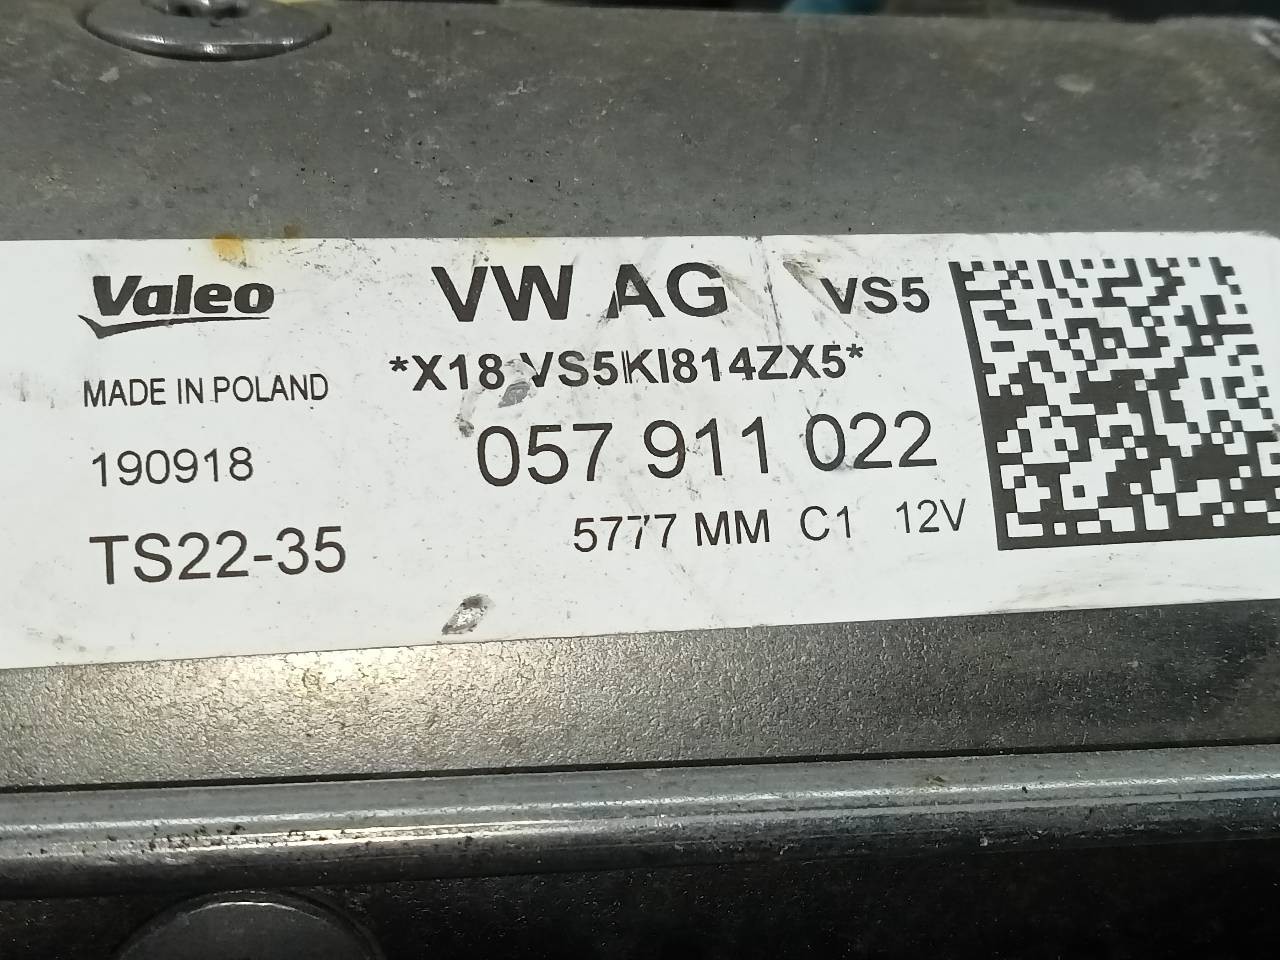 Valeo VW AG VS5
*X18 VS5KI814ZX5*
MADE IN POLAND
190918 057 911 022
TS22-35 5777 MM C1 12V